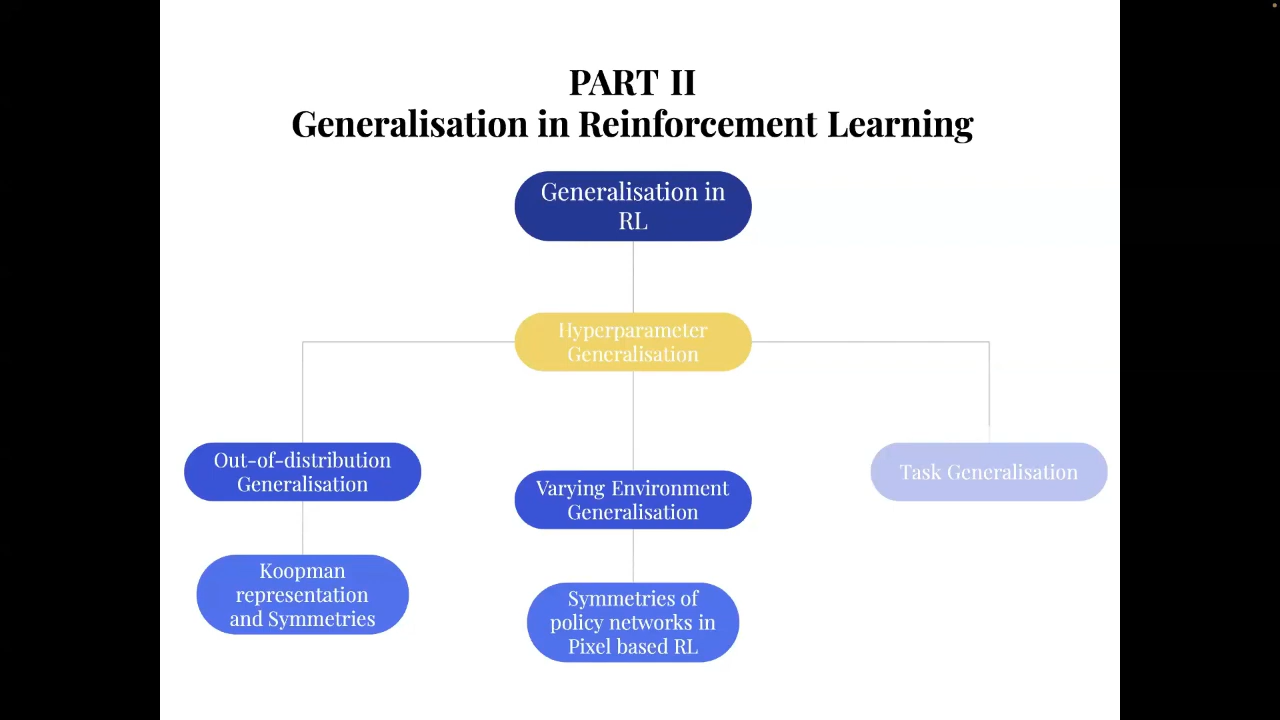 PART II
Generalisation in Reinforcement Learning
Generalisation in
RL
Hyperparameter
Generalisation
Out-of-distribution
Generalisation
Varying Environment
Generalisation
Task Generalisation
Koopman
representation
and Symmetries
Symmetries of
policy networks in
Pixel based RL